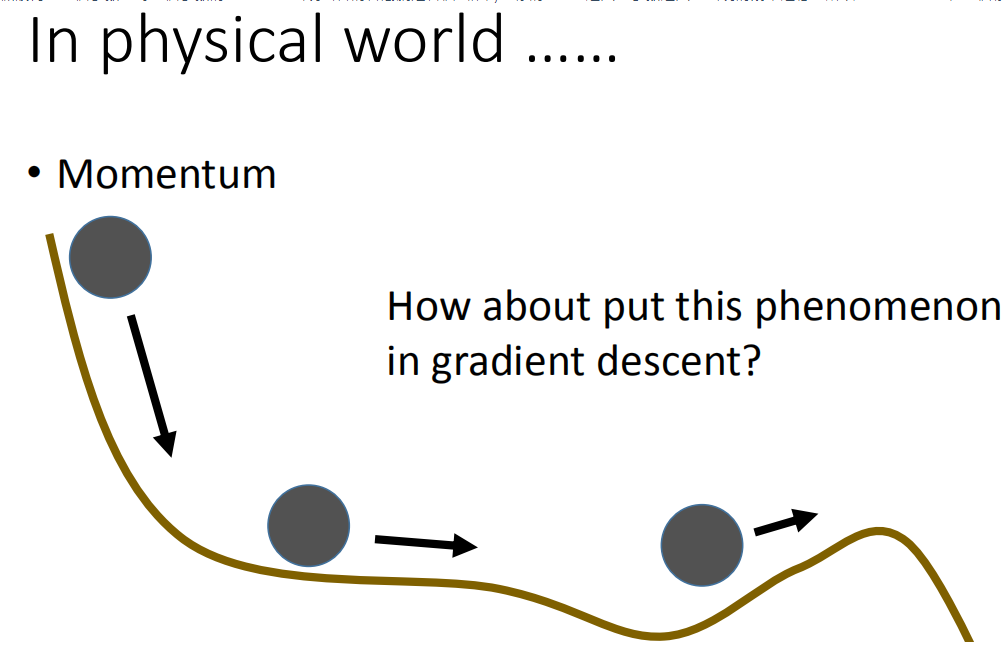 In physical world ……
• Momentum
How about put this phenomenon
in gradient descent?